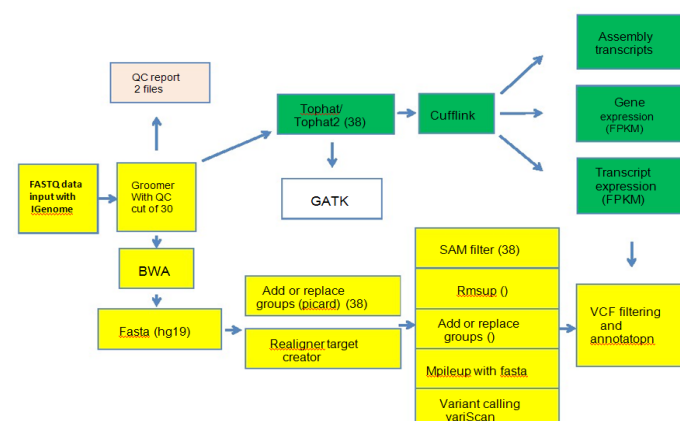 QC report
2 files
Assembly
transcripts
Tophat/
Tophat2 (38)
Cufflink
Gene
expression
(FPKM)
FASTQ data
input with
IGenome
Groomer
With QC
cut of 30
GATK
Transcript
expression
(FPKM)
BWA
SAM filter (38)
Add or replace
groups (picard) (38)
Rmsup ()
Fasta (hg19)
Realigner target
creator
Add or replace
groups ()
VCF filtering
and
annotatopn
Mpileup with fasta
Variant calling
variScan